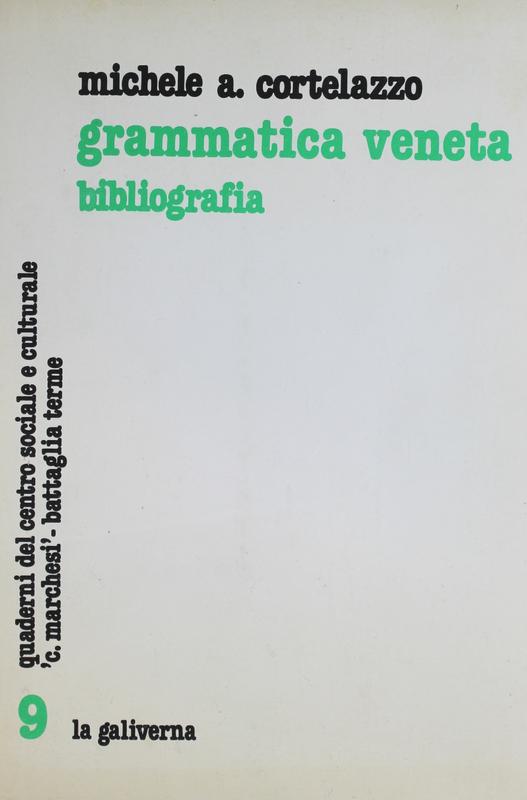 michele a. cortelazzo
grammatica veneta
bibliografia
quaderni del centro sociale e culturale
'c. marchesi'- battaglia terme
9
la galiverna